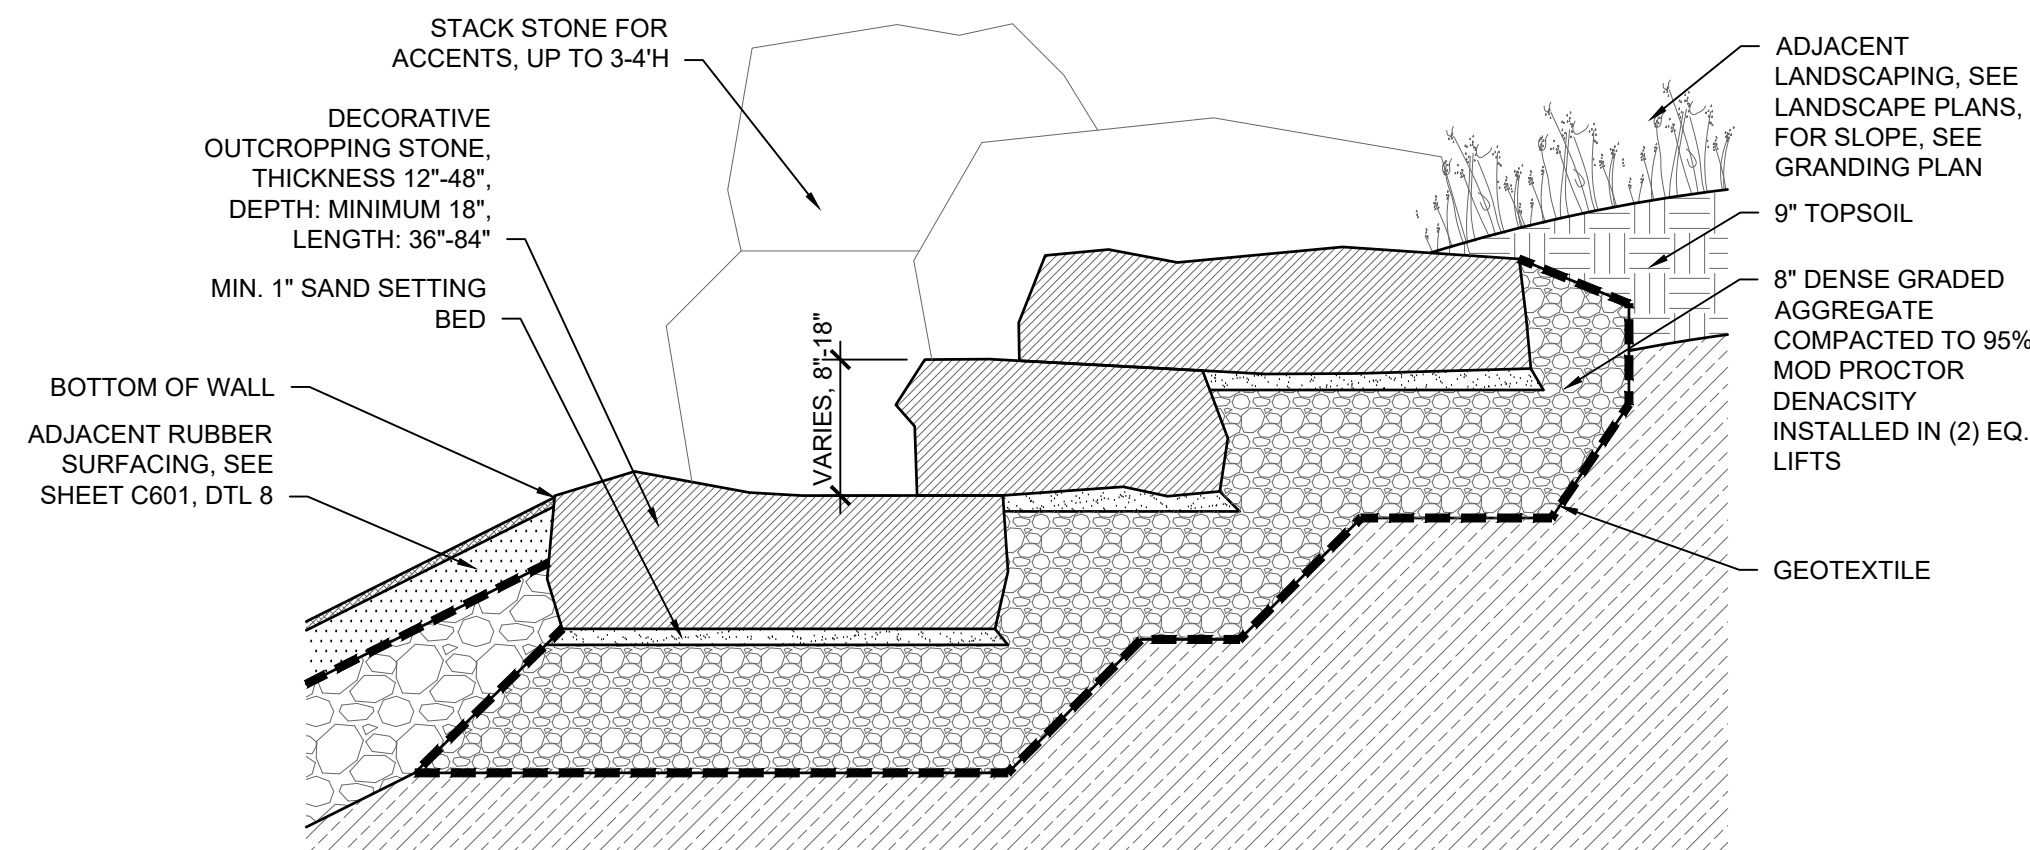 STACK STONE FOR
ACCENTS, UP TO 3-4'H
DECORATIVE
OUTCROPPING STONE,
THICKNESS 12"-48",
DEPTH: MINIMUM 18",
LENGTH: 36"-84"
MIN. 1" SAND SETTING
BED
BOTTOM OF WALL
ADJACENT RUBBER
SURFACING, SEE
SHEET C601, DTL 8
VARIES, 8"-18"
ADJACENT
LANDSCAPING, SEE
LANDSCAPE PLANS,
FOR SLOPE, SEE
GRANDING PLAN
9" TOPSOIL
8" DENSE GRADED
AGGREGATE
COMPACTED TO 95%
MOD PROCTOR
DENACSITY
INSTALLED IN (2) EQ.
LIFTS
GEOTEXTILE